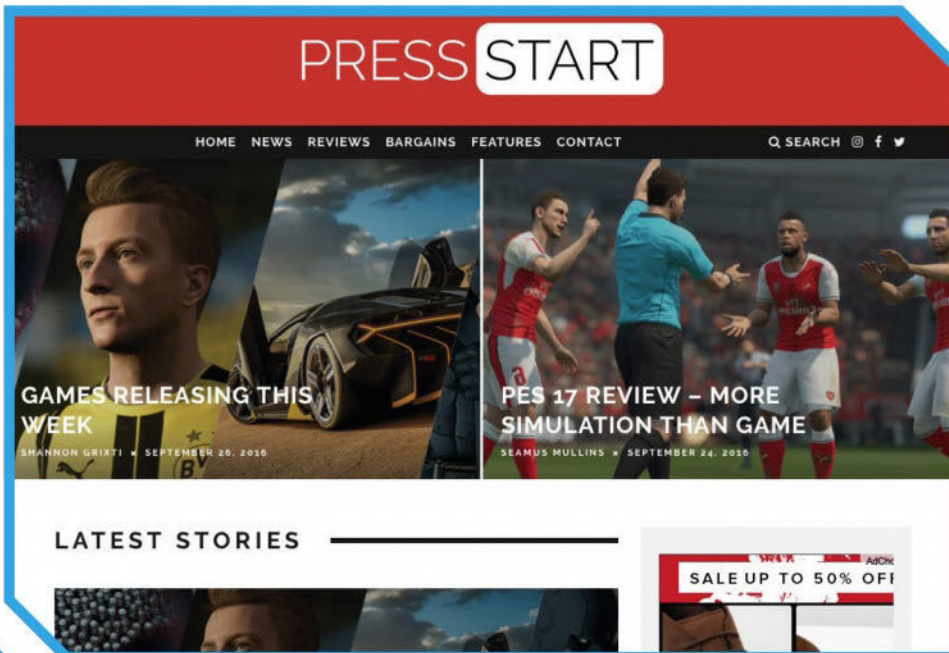 PRESS START
HOME NEWS REVIEWS BARGAINS FEATURES CONTACT SEARCH
GAMES RELEASING THIS
WEEK
SHANNON GRIXTI × SEPTEMBER 26, 2016
PES 17 REVIEW – MORE
SIMULATION THAN GAME
SEAMUS MULLINS × SEPTEMBER 24, 2016
LATEST STORIES
AdCho
SALE UP TO 50% OFF